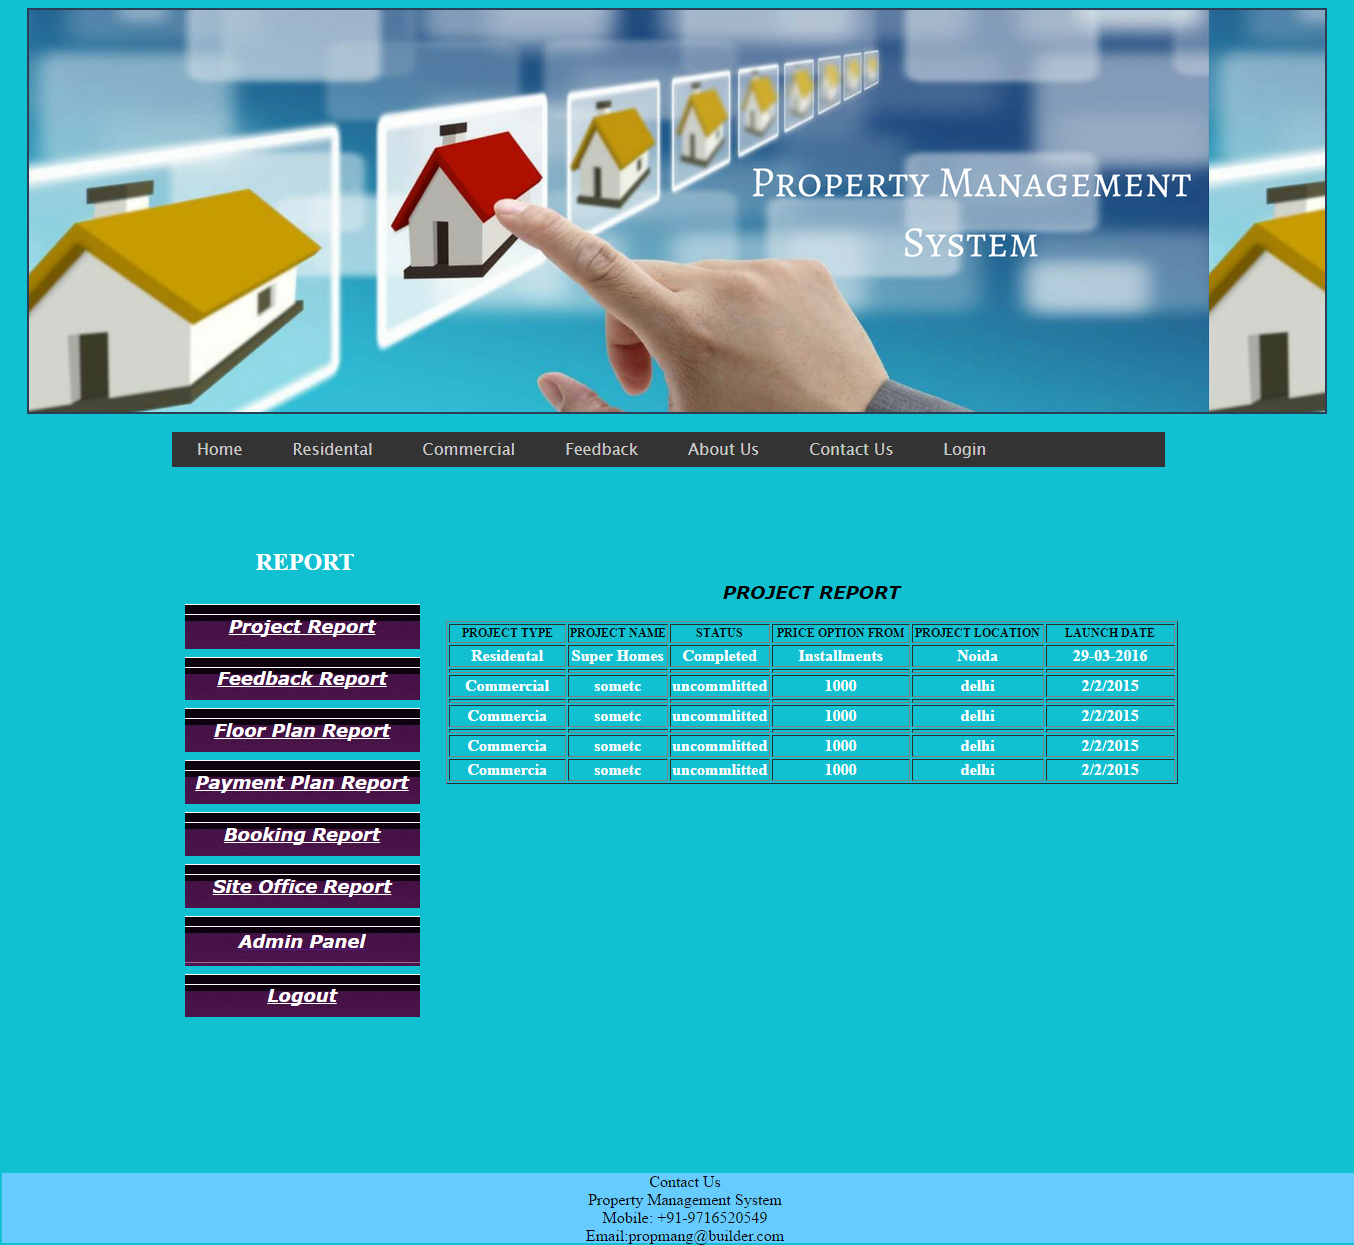 Property Management
System
Home Residental Commercial Feedback About Us Contact Us Login
REPORT
Project Report
Feedback Report
Floor Plan Report
Payment Plan Report
Booking Report
Site Office Report
Admin Panel
Logout
PROJECT REPORT
PROJECT TYPE PROJECT NAME STATUS PRICE OPTION FROM PROJECT LOCATION LAUNCH DATE
Residental Super Homes Completed Installments Noida 29-03-2016
Commercial sometc uncommlitted 1000 delhi 2/2/2015
Commercia sometc uncommlitted 1000 delhi 2/2/2015
Commercia sometc uncommlitted 1000 delhi 2/2/2015
Commercia sometc uncommlitted 1000 delhi 2/2/2015
Contact Us
Property Management System
Mobile: +91-9716520549
Email:propmang@builder.com